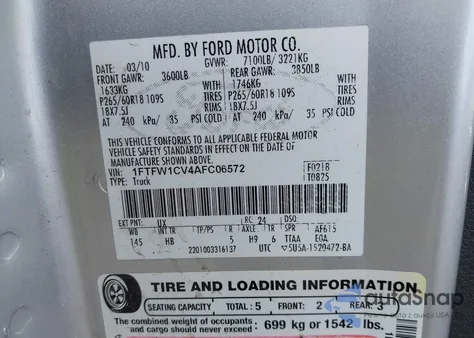 MFD. BY FORD MOTOR CO.
DATE: 03/10 GVWR: 7100LB/ 3221KG
FRONT GAWR: 3600LB REAR GAWR: 3850LB
1633KG WITH 1746KG WITH
P265/60R18 109S TIRES P265/60R18 109S TIRES
18X7.5J RIMS 18X7.5J RIMS
AT 240 kPa/ 35 PSI COLD AT 240 kPa/ 35 PSI COLD
THIS VEHICLE CONFORMS TO ALL APPLICABLE FEDERAL MOTOR
VEHICLE SAFETY STANDARDS IN EFFECT ON THE DATE OF
MANUFACTURE SHOWN ABOVE.
VIN: 1FTFW1CV4AFC06572 F0218
TYPE: Truck T0825
EXT PNT: UX RC: 24 DSO:
WB INT TR TP/PS R AXLE TR SPR AF615
145 HB 5 H9 6 TTAA
2201003316137 UTC 5U5A-1520472-BA
TIRE AND LOADING INFORMATION
SEATING CAPACITY TOTAL: 5 FRONT: 2 REAR: 3
The combined weight of occupants and cargo should never exceed: 699 kg or 1542 lbs.
autoSnap